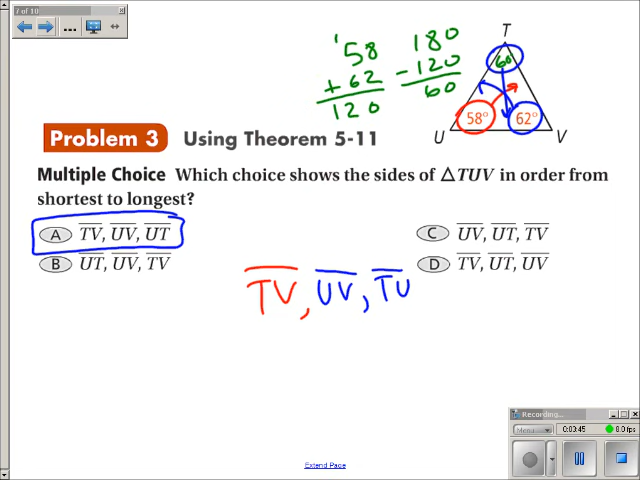 7 of 10
58
+62
120
180
-120
60
T
60°
58°
62°
U
V
Problem 3 Using Theorem 5-11
Multiple Choice Which choice shows the sides of △TUV in order from
shortest to longest?
A TV, UV, UT
B UT, UV, TV
C UV, UT, TV
D TV, UT, UV
TV, UV, TU
Recording...
Menu
0:03:45
0.0 fps
Extend Page